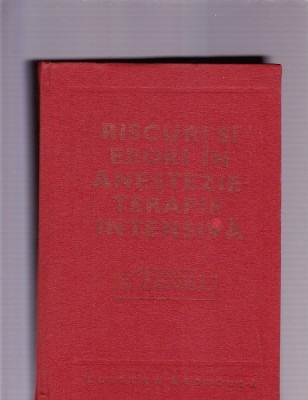 RISCURI ȘI
ERORI ÎN
ANESTEZIE-
TERAPIE
INTENSIVĂ
EDITURA MEDICALĂ